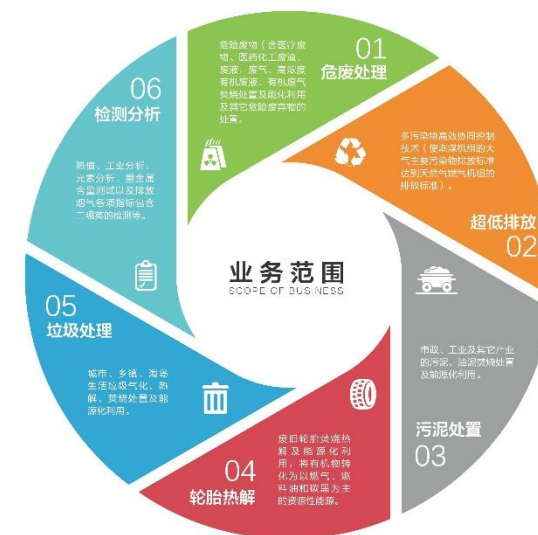 业务范围
SCOPE OF BUSINESS
01
危废处理
危险废物（含医疗废
物、医药化工废渣、
废液、废气、高浓度
有机废液、有机废气
焚烧处置及能化利用
及其它危险废弃物的
处置。
多污染物高效协同控制
技术（使燃煤机组的大
气主要污染物排放标准
达到天然气燃气机组的
排放标准）。
超低排放
02
市政、工业及其它产业
的污泥、油泥焚烧处置
及能源化利用。
污泥处置
03
废旧轮胎焚烧热
解及能源化利
用，将有机物转
化为以燃气、燃
料油和碳黑为主
的资源性能源。
04
轮胎热解
05
垃圾处理
城市、乡镇、海岛
生活垃圾气化、热
解、焚烧处置及能
源化利用。
06
检测分析
热值、工业分析、
元素分析、重金属
含量测试以及排放
烟气各项指标包含
二噁英的检测等。